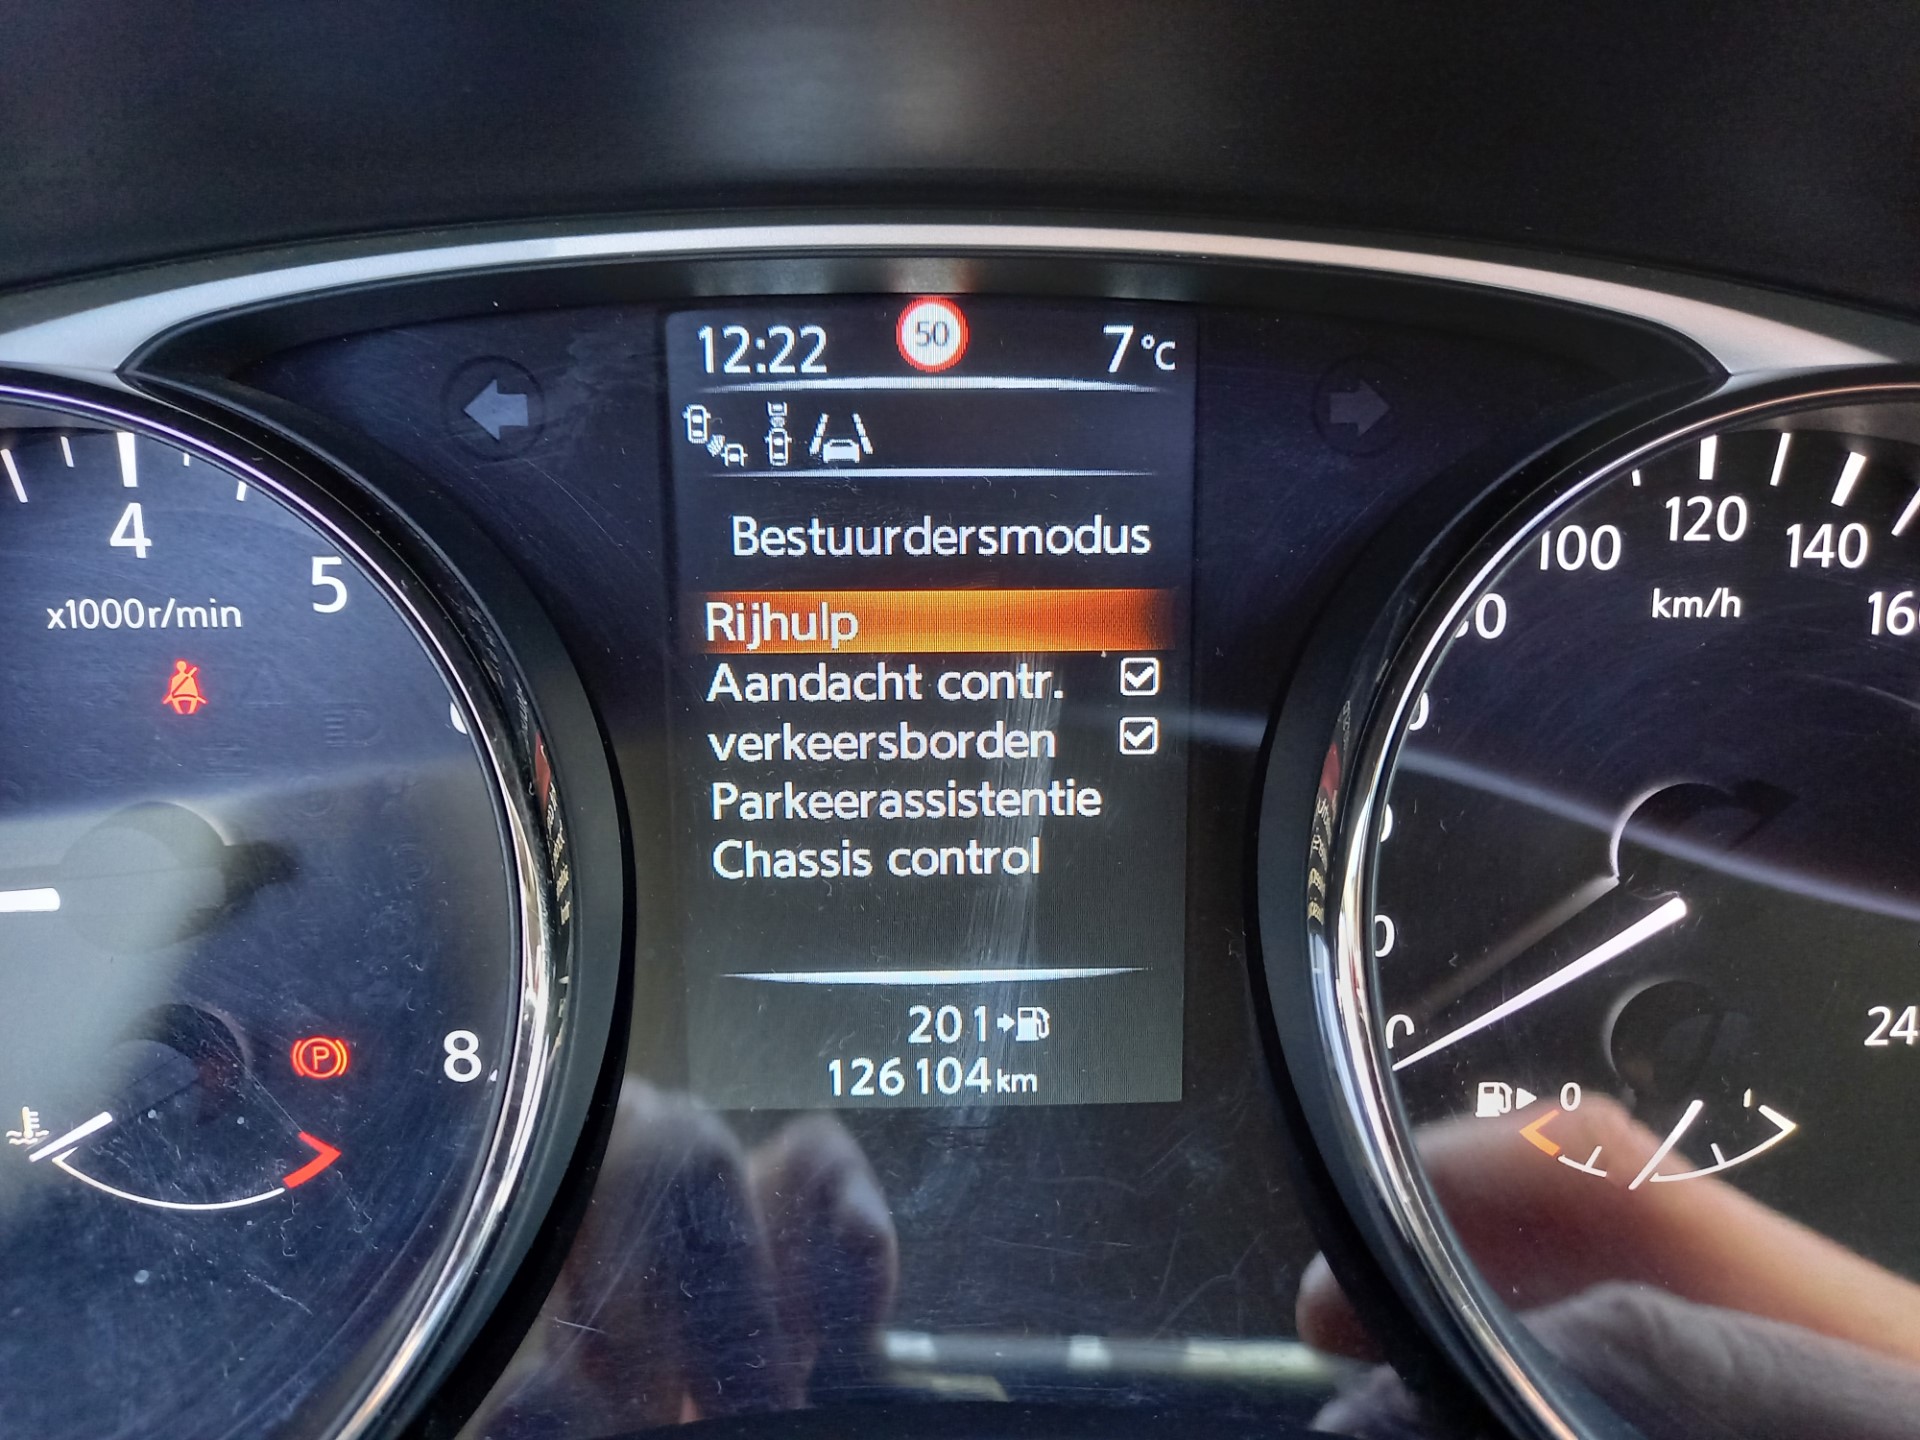 12:22 50 7°C
Bestuurdersmodus
Rijhulp
Aandacht contr.
verkeersborden
Parkeerassistentie
Chassis control
201
126104km
4
5
x1000r/min
8
P
100
120
140
km/h
24
0